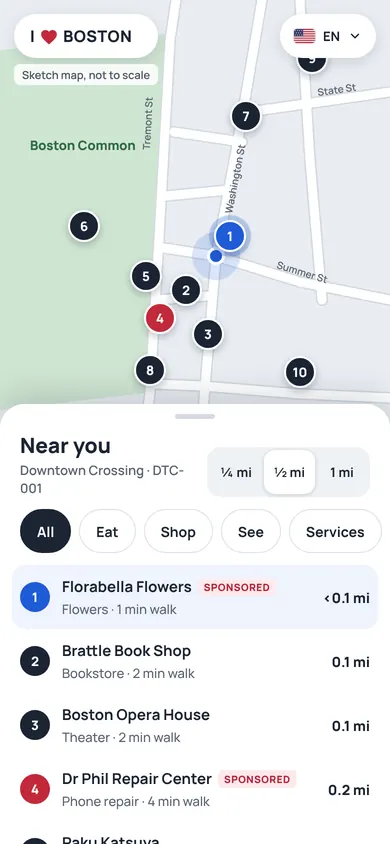 I ❤ BOSTON
EN
Sketch map, not to scale
9
State St
Tremont St
7
Boston Common
Washington St
6
1
Summer St
5
2
4
3
8
10
Near you
Downtown Crossing · DTC-
001
¼ mi
½ mi
1 mi
All
Eat
Shop
See
Services
1
Florabella Flowers SPONSORED
Flowers · 1 min walk
<0.1 mi
2
Brattle Book Shop
Bookstore · 2 min walk
0.1 mi
3
Boston Opera House
Theater · 2 min walk
0.1 mi
4
Dr Phil Repair Center SPONSORED
Phone repair · 4 min walk
0.2 mi